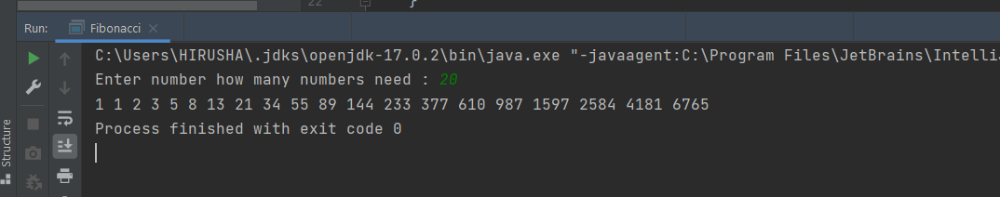 22 }
Run: Fibonacci
C:\Users\HIRUSHA\.jdks\openjdk-17.0.2\bin\java.exe "-javaagent:C:\Program Files\JetBrains\Intelli
Enter number how many numbers need : 20
1 1 2 3 5 8 13 21 34 55 89 144 233 377 610 987 1597 2584 4181 6765
Process finished with exit code 0
Structure